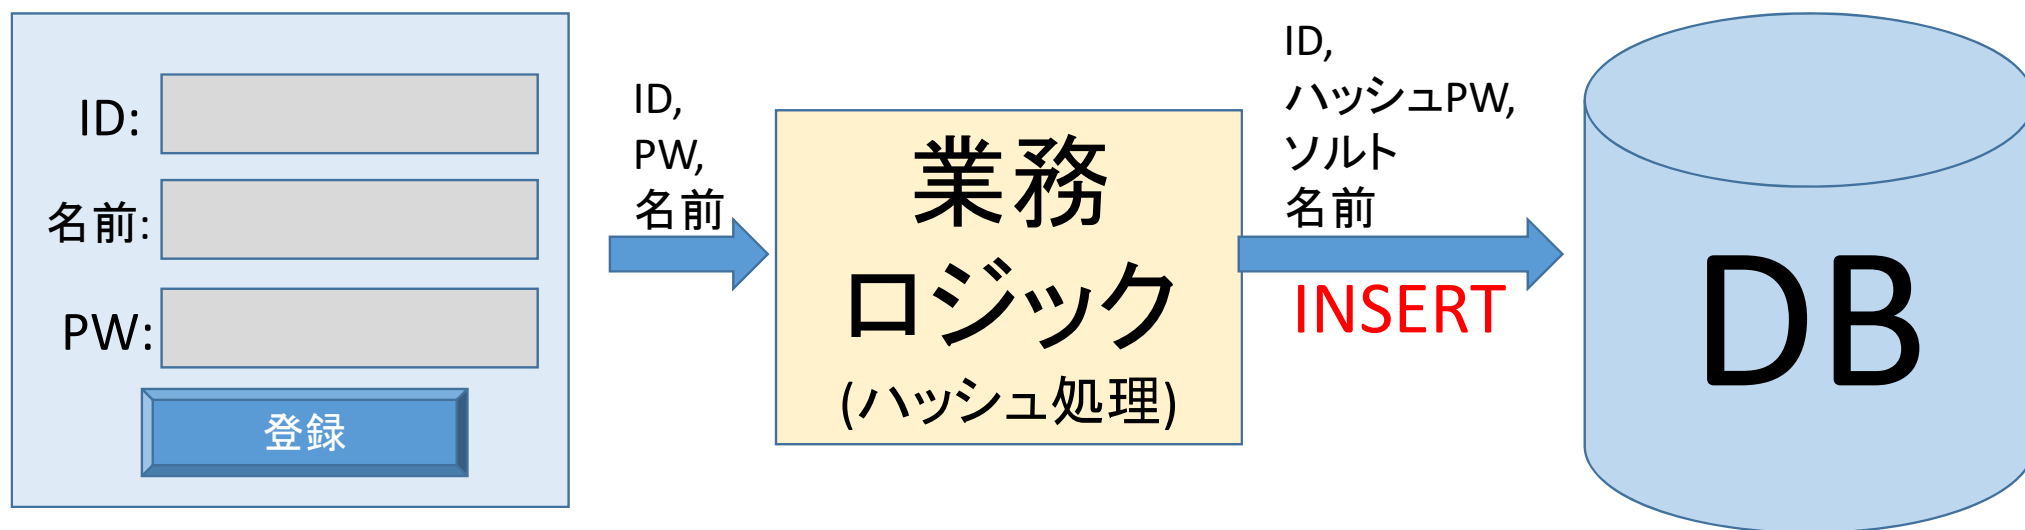 ID:
名前:
PW:
登録
ID,
PW,
名前
業務
ロジック
(ハッシュ処理)
ID,
ハッシュPW,
ソルト
名前
INSERT
DB